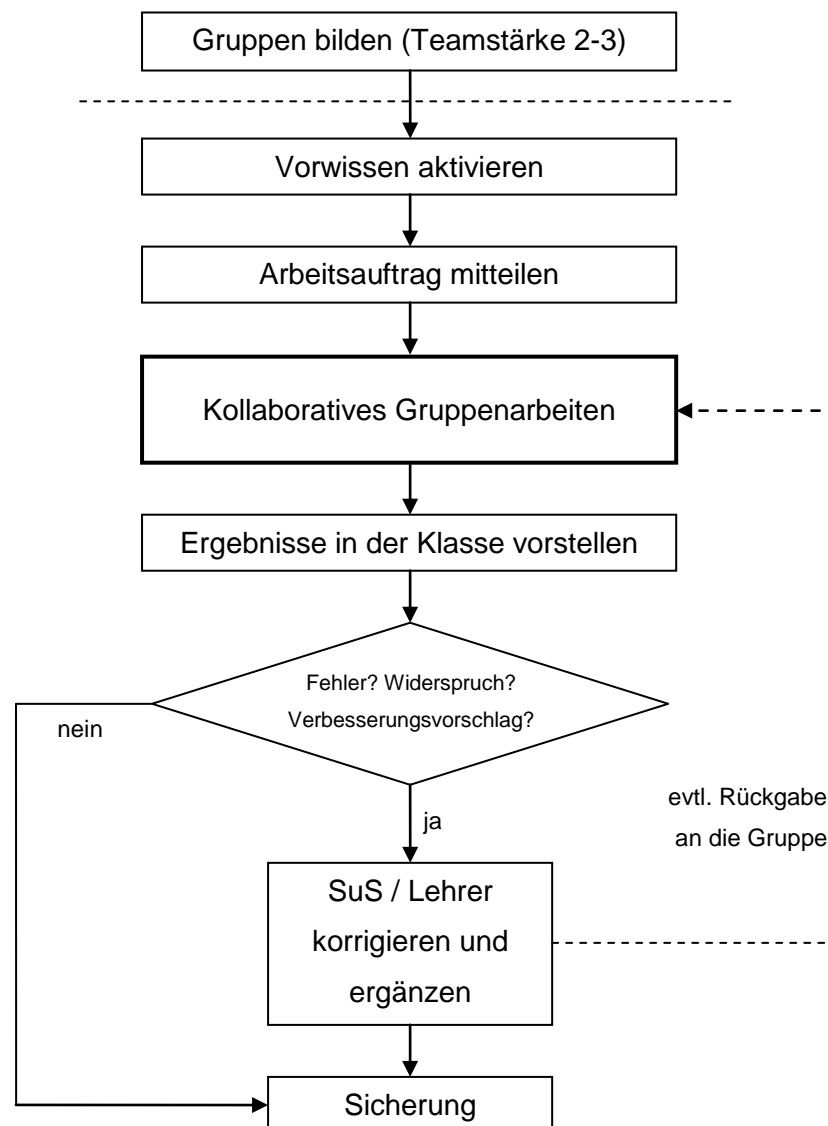 Gruppen bilden (Teamstärke 2-3)
Vorwissen aktivieren
Arbeitsauftrag mitteilen
Kollaboratives Gruppenarbeiten
Ergebnisse in der Klasse vorstellen
Fehler? Widerspruch?
Verbesserungsvorschlag?
nein
ja
evtl. Rückgabe
an die Gruppe
SuS / Lehrer
korrigieren und
ergänzen
Sicherung